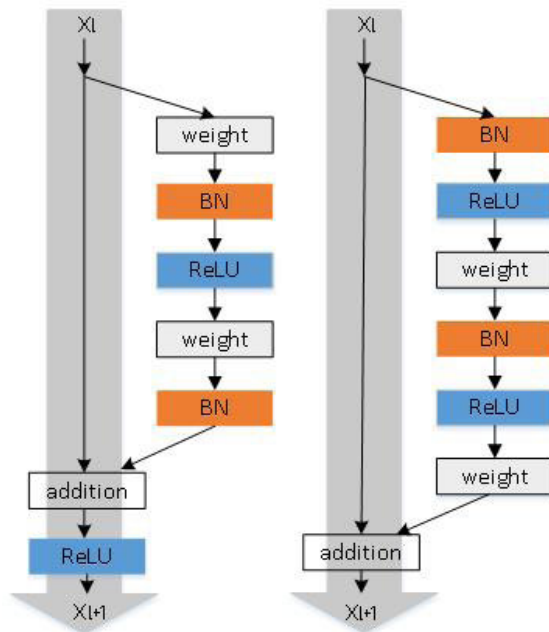 Xl
weight
BN
ReLU
weight
BN
addition
ReLU
Xl+1
Xl
BN
ReLU
weight
BN
ReLU
weight
addition
Xl+1